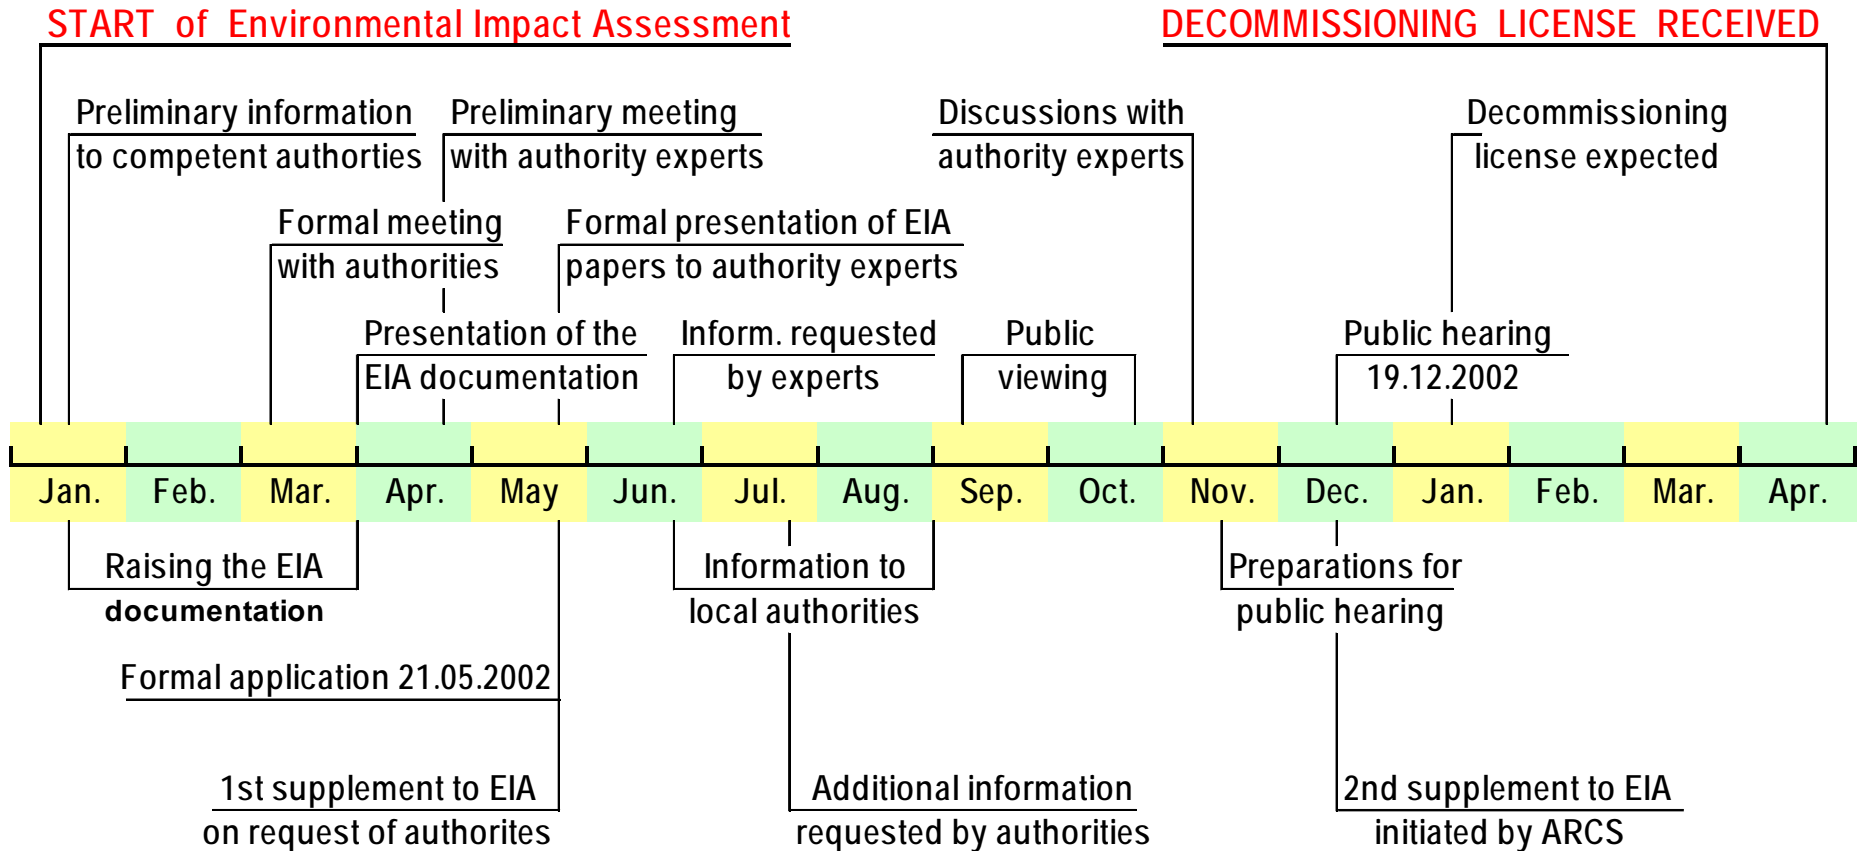 START of Environmental Impact Assessment
DECOMMISSIONING LICENSE RECEIVED
Preliminary information
to competent authorties
Preliminary meeting
with authority experts
Discussions with
authority experts
Decommissioning
license expected
Formal meeting
with authorities
Formal presentation of EIA
papers to authority experts
Presentation of the
EIA documentation
Inform. requested
by experts
Public
viewing
Public hearing
19.12.2002
Jan. Feb. Mar. Apr. May Jun. Jul. Aug. Sep. Oct. Nov. Dec. Jan. Feb. Mar. Apr.
Raising the EIA
documentation
Information to
local authorities
Preparations for
public hearing
Formal application 21.05.2002
1st supplement to EIA
on request of authorites
Additional information
requested by authorities
2nd supplement to EIA
initiated by ARCS